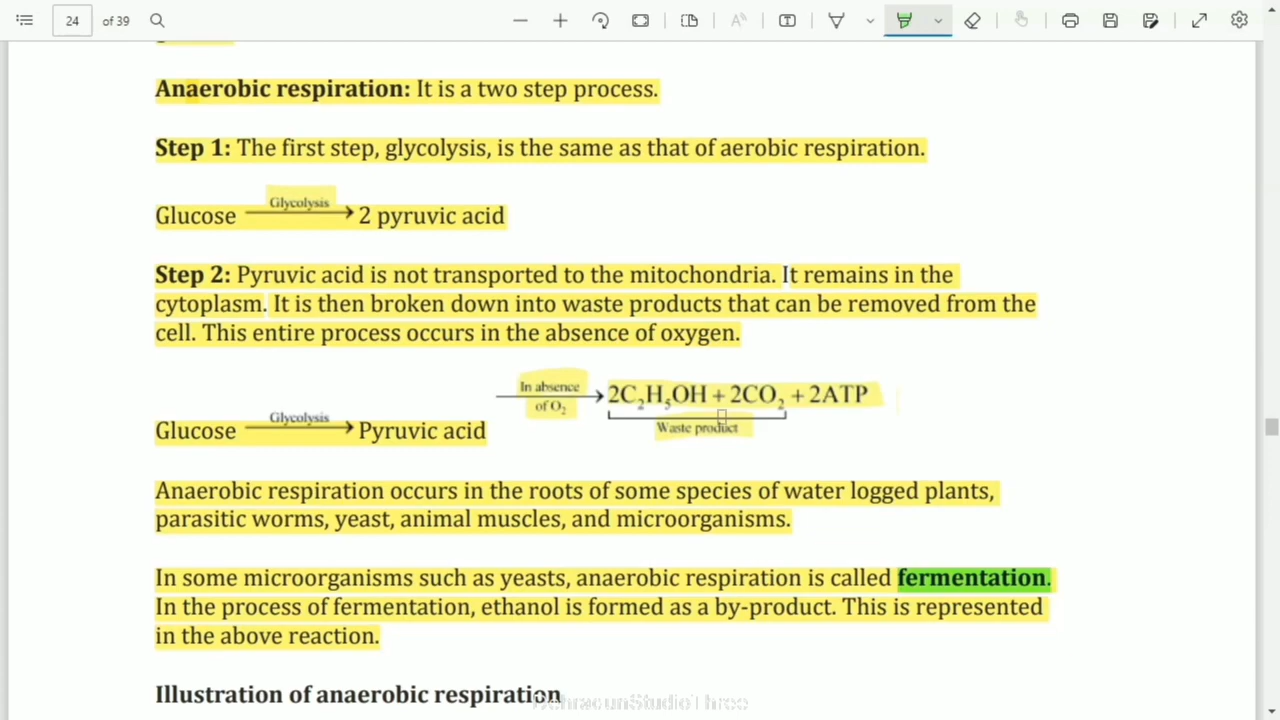 24 of 39
Anaerobic respiration: It is a two step process.
Step 1: The first step, glycolysis, is the same as that of aerobic respiration.
Glycolysis
Glucose → 2 pyruvic acid
Step 2: Pyruvic acid is not transported to the mitochondria. It remains in the
cytoplasm. It is then broken down into waste products that can be removed from the
cell. This entire process occurs in the absence of oxygen.
In absence
of O₂
→ 2C₂H₅OH + 2CO₂ + 2ATP
Waste product
Glycolysis
Glucose → Pyruvic acid
Anaerobic respiration occurs in the roots of some species of water logged plants,
parasitic worms, yeast, animal muscles, and microorganisms.
In some microorganisms such as yeasts, anaerobic respiration is called fermentation.
In the process of fermentation, ethanol is formed as a by-product. This is represented
in the above reaction.
Illustration of anaerobic respiration